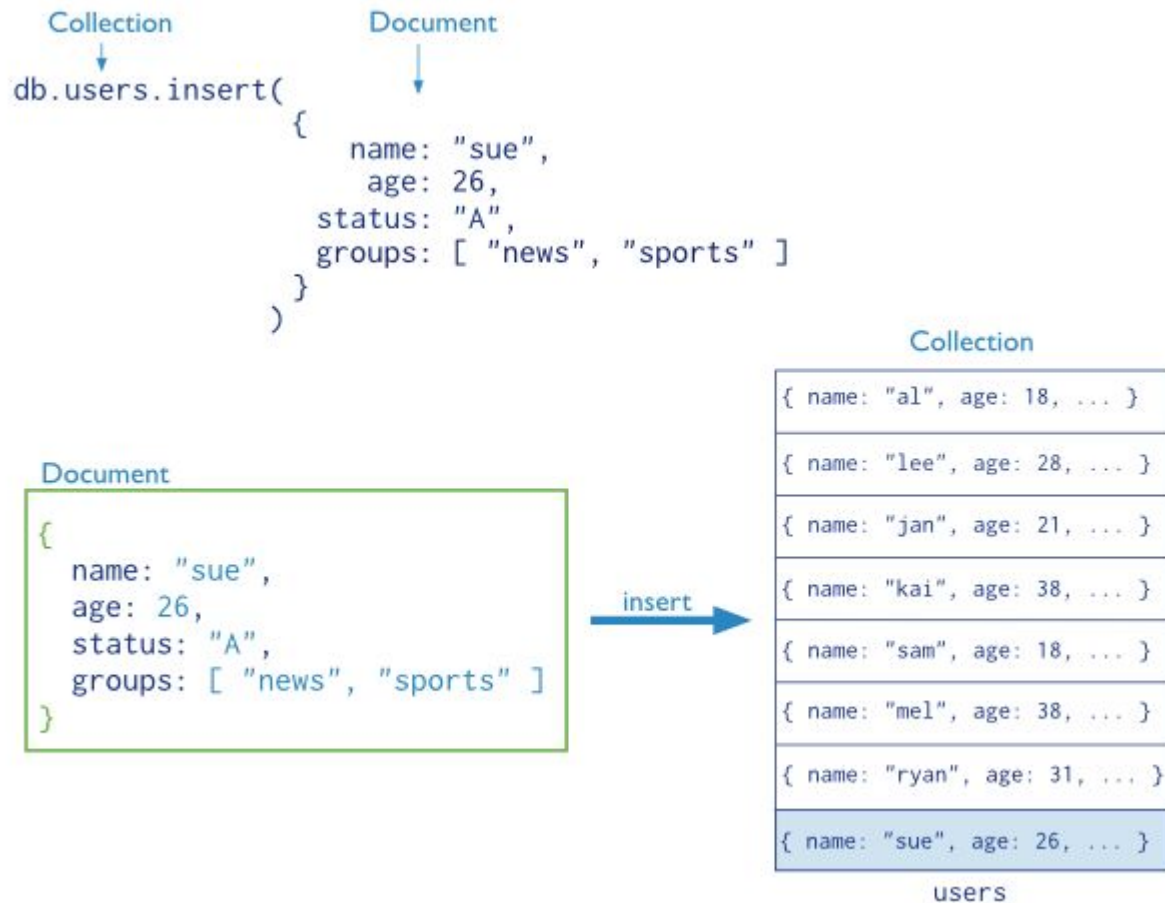 Collection Document
db.users.insert(
{
name: "sue",
age: 26,
status: "A",
groups: [ "news", "sports" ]
}
)
Document
{
name: "sue",
age: 26,
status: "A",
groups: [ "news", "sports" ]
}
insert
Collection
{ name: "al", age: 18, ... }
{ name: "lee", age: 28, ... }
{ name: "jan", age: 21, ... }
{ name: "kai", age: 38, ... }
{ name: "sam", age: 18, ... }
{ name: "mel", age: 38, ... }
{ name: "ryan", age: 31, ... }
{ name: "sue", age: 26, ... }
users